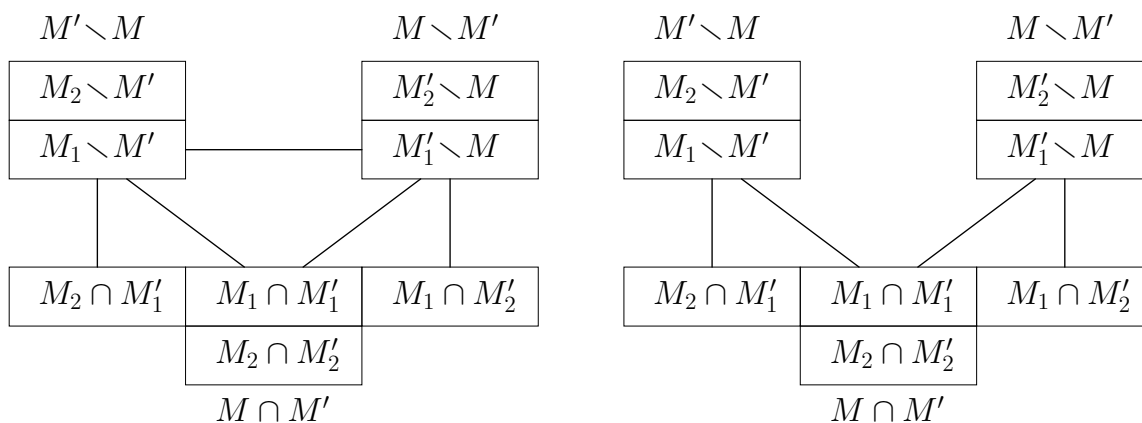 M′∖M M∖M′ M′∖M M∖M′
M₂∖M′ M′₂∖M M₂∖M′ M′₂∖M
M₁∖M′ M′₁∖M M₁∖M′ M′₁∖M
M₂ ∩ M′₁ M₁ ∩ M′₁ M₁ ∩ M′₂ M₂ ∩ M′₁ M₁ ∩ M′₁ M₁ ∩ M′₂
M₂ ∩ M′₂ M₂ ∩ M′₂
M ∩ M′ M ∩ M′